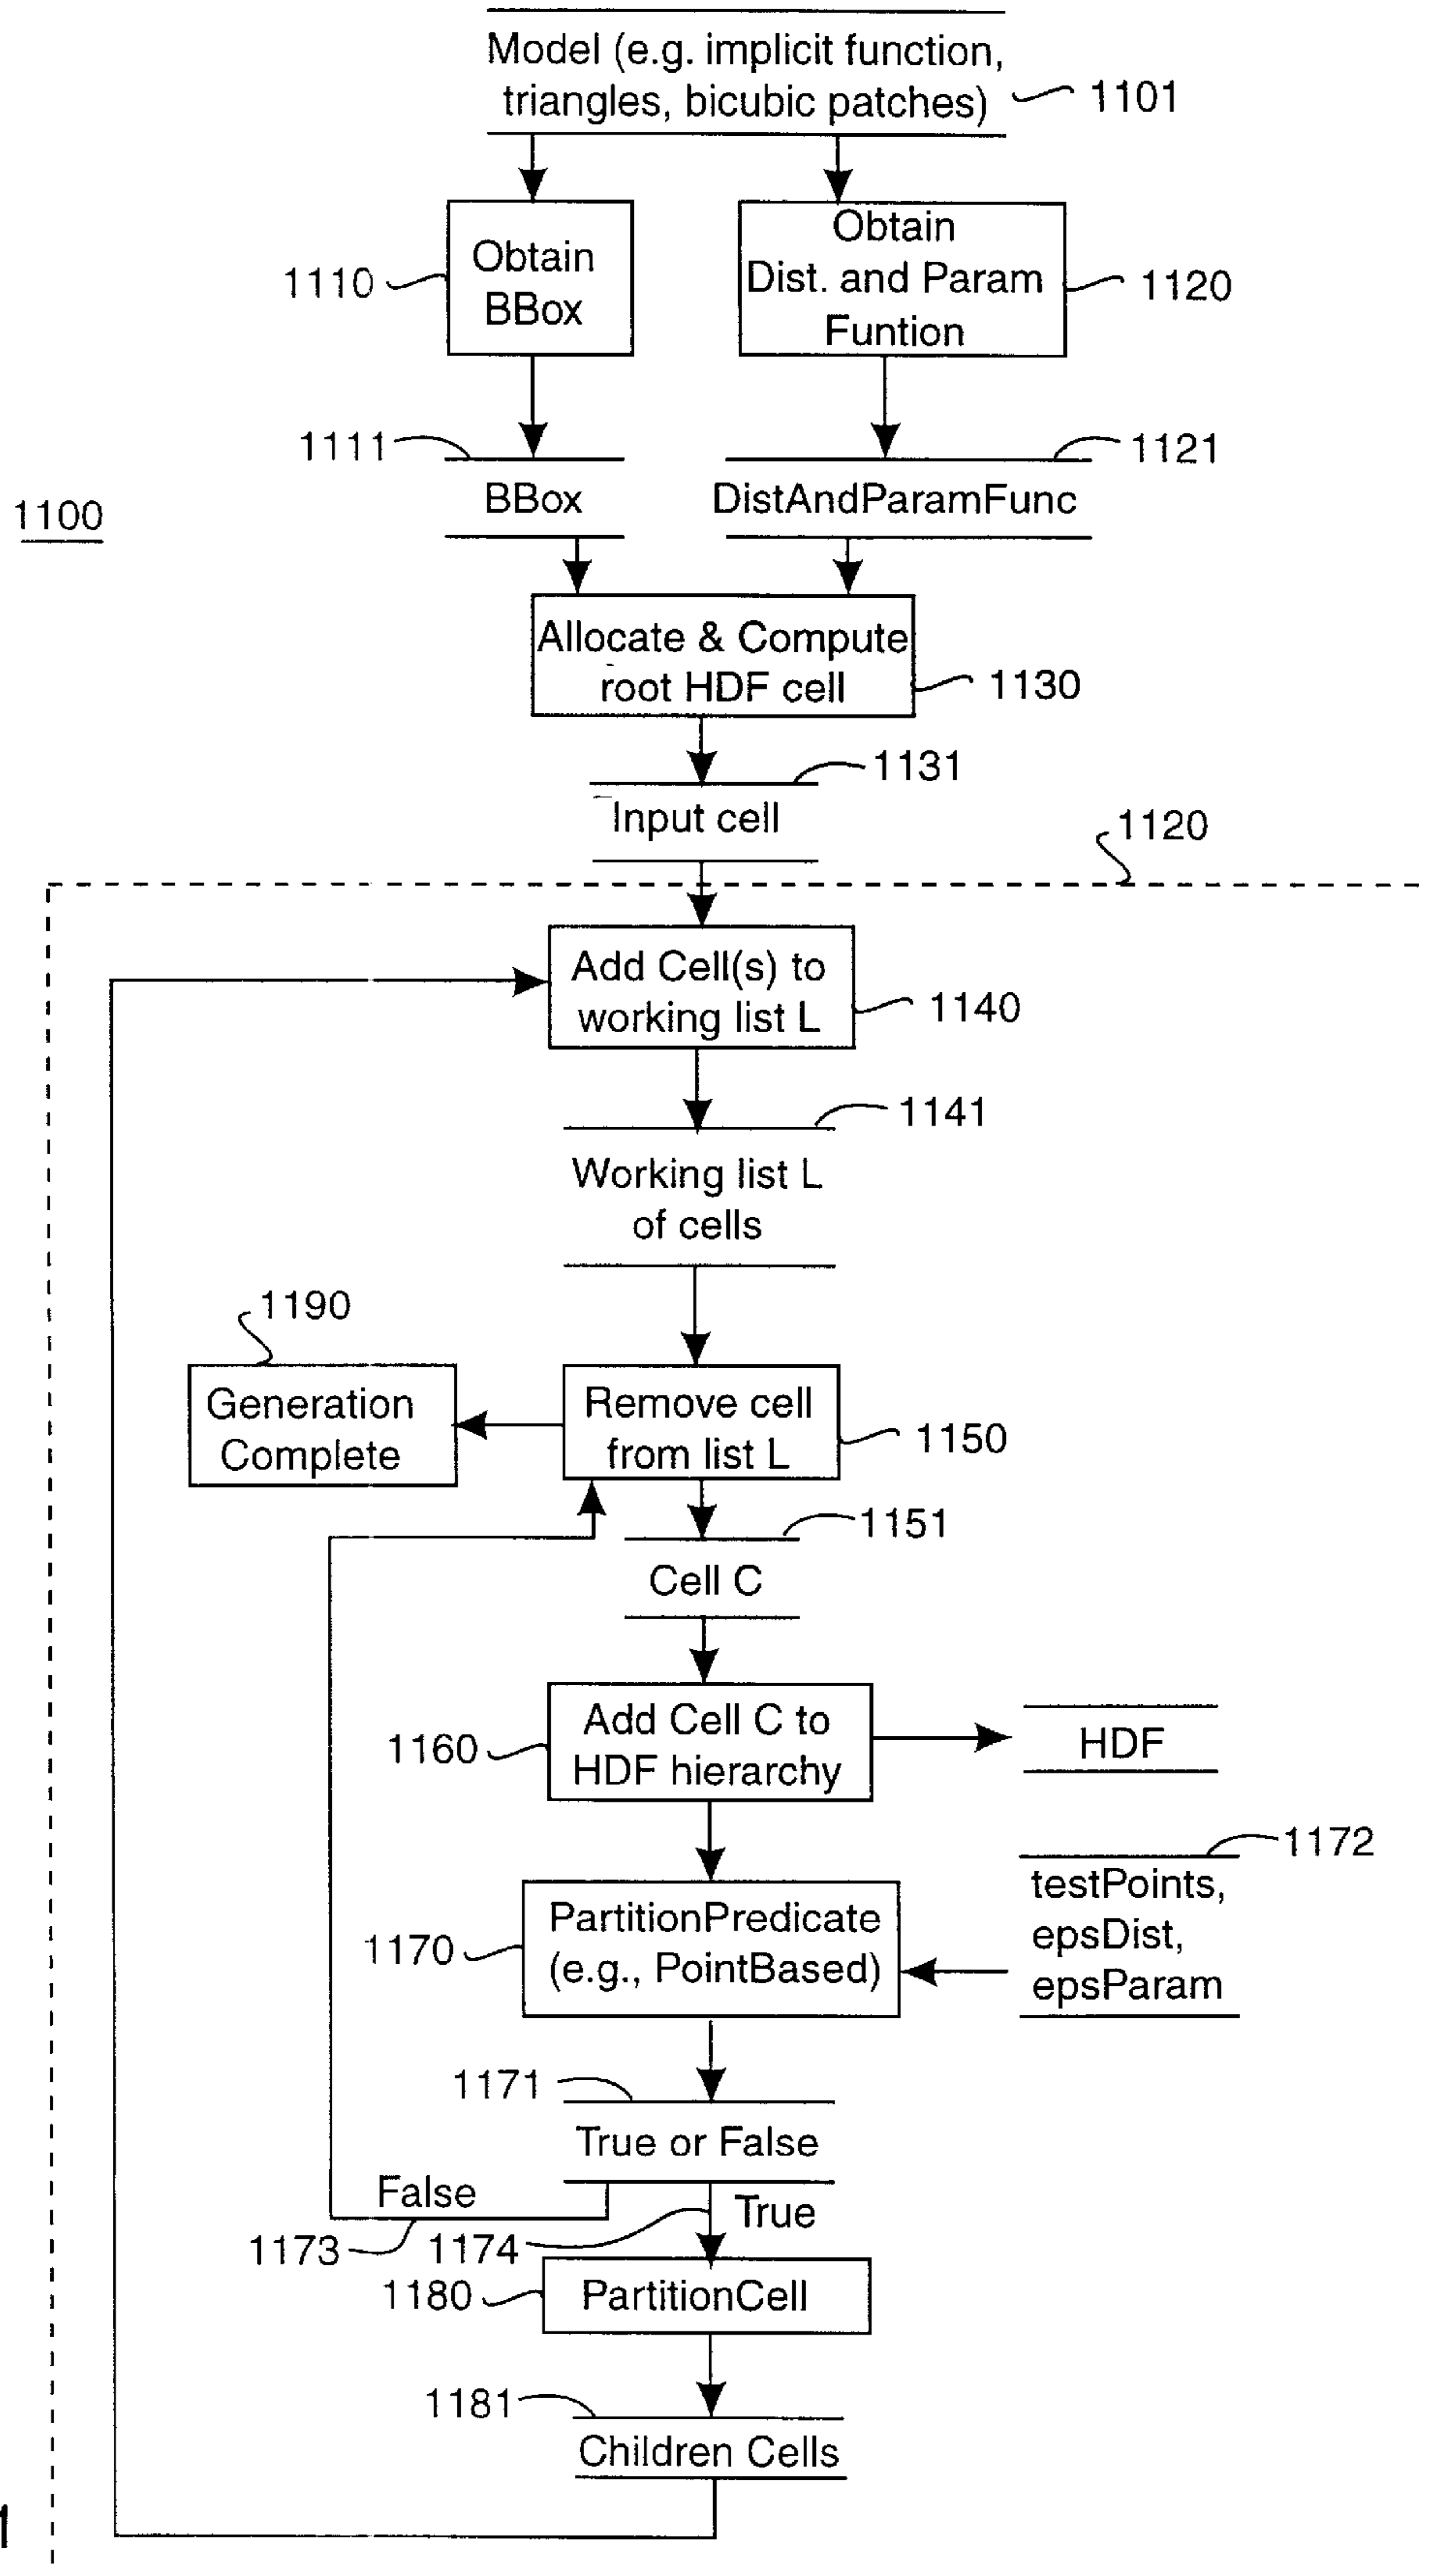 Model (e.g. implicit function,
triangles, bicubic patches)
1101
Obtain
BBox
1110
Obtain
Dist. and Param
Funtion
1120
1111
BBox
1121
DistAndParamFunc
1100
Allocate & Compute
root HDF cell
1130
1131
Input cell
1120
Add Cell(s) to
working list L
1140
1141
Working list L
of cells
1190
Generation
Complete
Remove cell
from list L
1150
1151
Cell C
1160
Add Cell C to
HDF hierarchy
HDF
1172
testPoints,
epsDist,
epsParam
1170
PartitionPredicate
(e.g., PointBased)
1171
True or False
False
True
1173
1174
1180
PartitionCell
1181
Children Cells
1